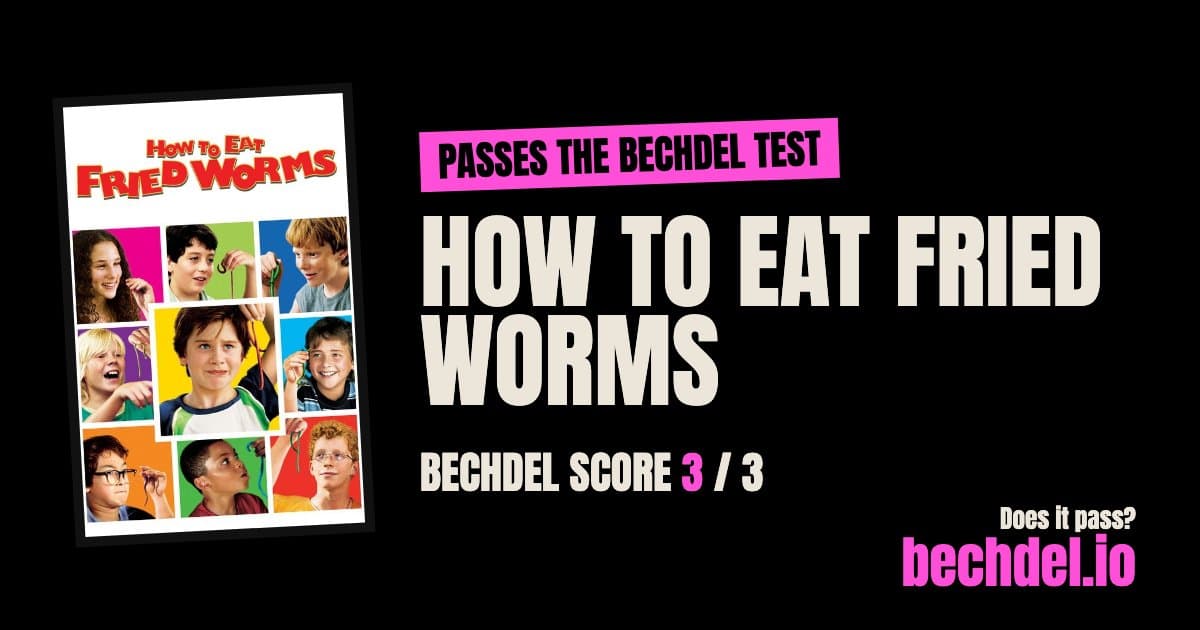 HOW TO EAT
FRIED WORMS
PASSES THE BECHDEL TEST
HOW TO EAT FRIED
WORMS
BECHDEL SCORE 3 / 3
Does it pass?
bechdel.io